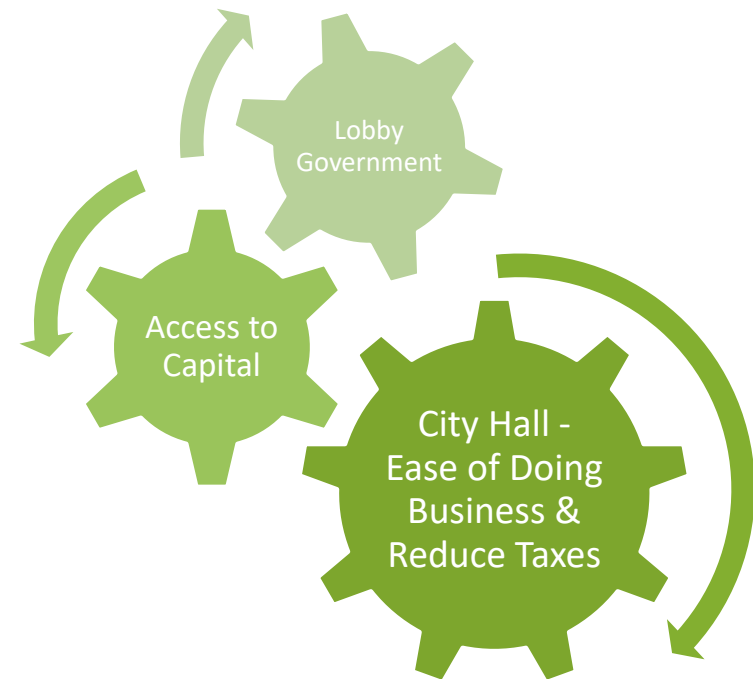 Lobby
Government
Access to
Capital
City Hall -
Ease of Doing
Business &
Reduce Taxes